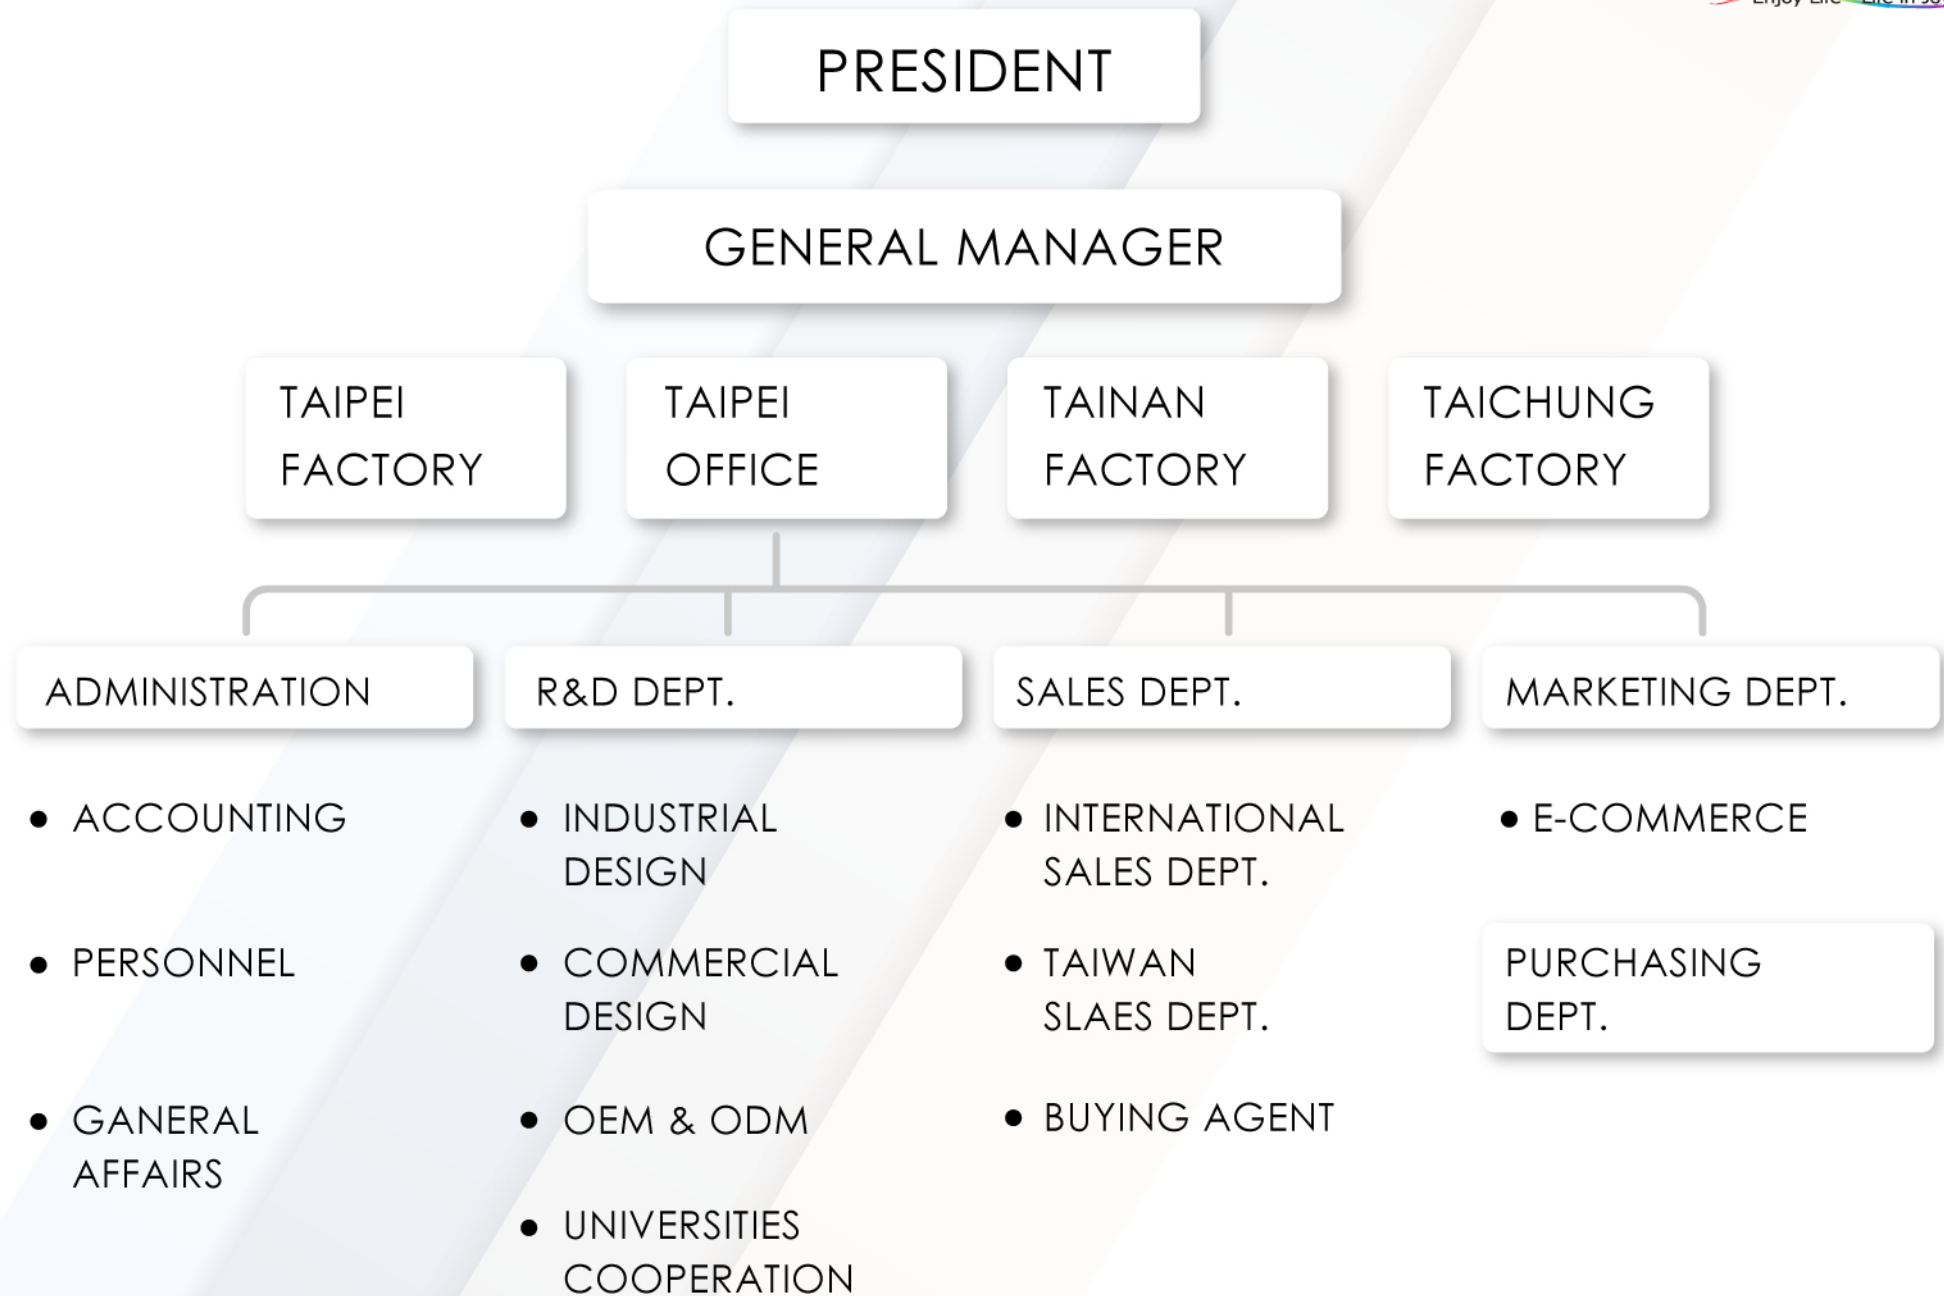 PRESIDENT
GENERAL MANAGER
TAIPEI
FACTORY
TAIPEI
OFFICE
TAINAN
FACTORY
TAICHUNG
FACTORY
ADMINISTRATION
• ACCOUNTING
• PERSONNEL
• GANERAL
AFFAIRS
R&D DEPT.
• INDUSTRIAL
DESIGN
• COMMERCIAL
DESIGN
• OEM & ODM
• UNIVERSITIES
COOPERATION
SALES DEPT.
• INTERNATIONAL
SALES DEPT.
• TAIWAN
SLAES DEPT.
• BUYING AGENT
MARKETING DEPT.
• E-COMMERCE
PURCHASING
DEPT.